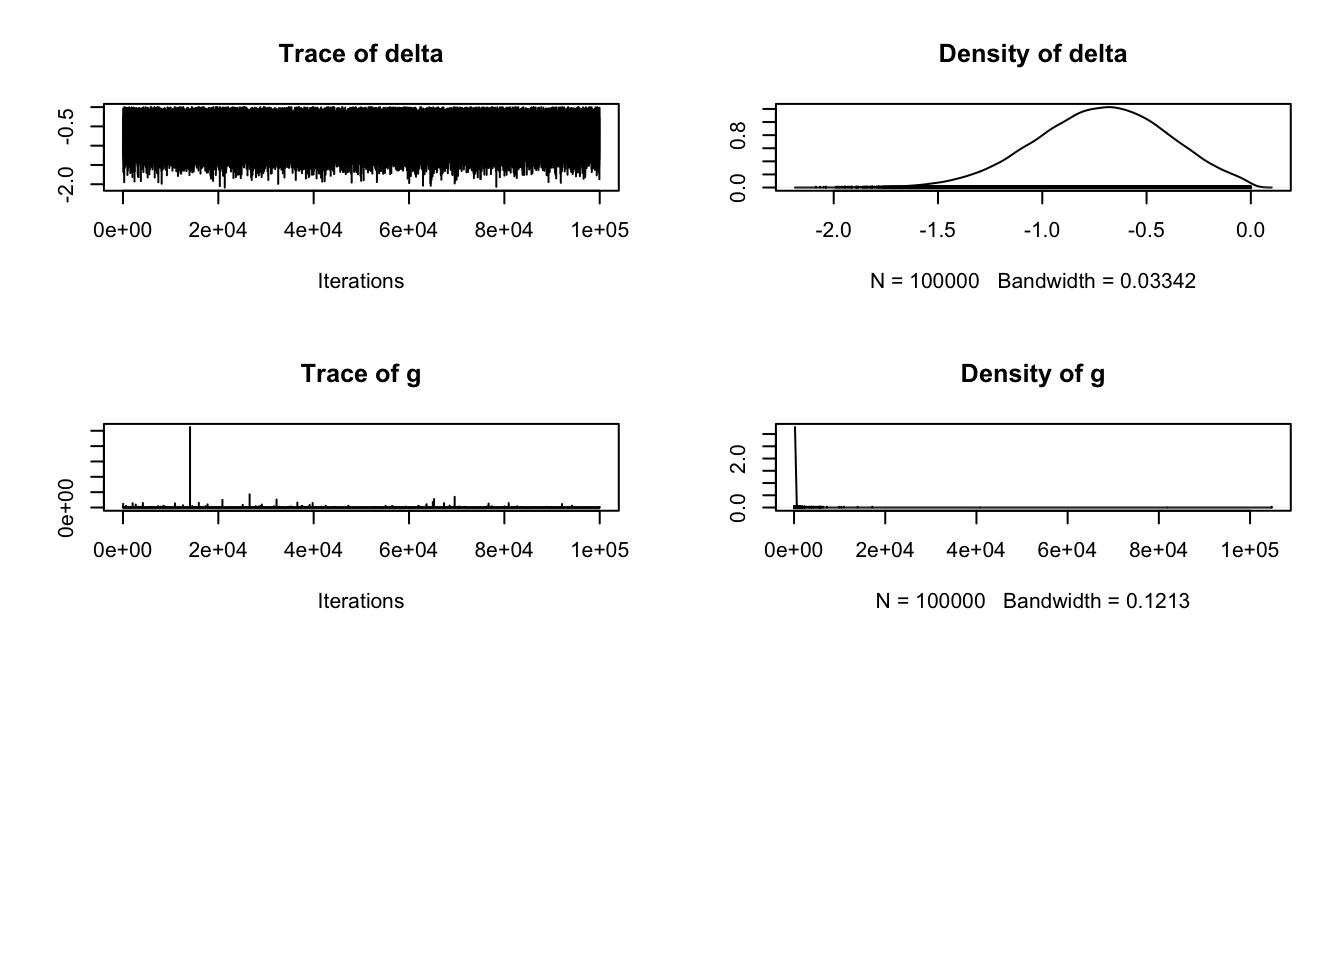 Trace of delta
-2.0 -0.5
0e+00 2e+04 4e+04 6e+04 8e+04 1e+05
Iterations
Density of delta
0.0 0.8
-2.0 -1.5 -1.0 -0.5 0.0
N = 100000 Bandwidth = 0.03342
Trace of g
0e+00
0e+00 2e+04 4e+04 6e+04 8e+04 1e+05
Iterations
Density of g
0.0 2.0
0e+00 2e+04 4e+04 6e+04 8e+04 1e+05
N = 100000 Bandwidth = 0.1213